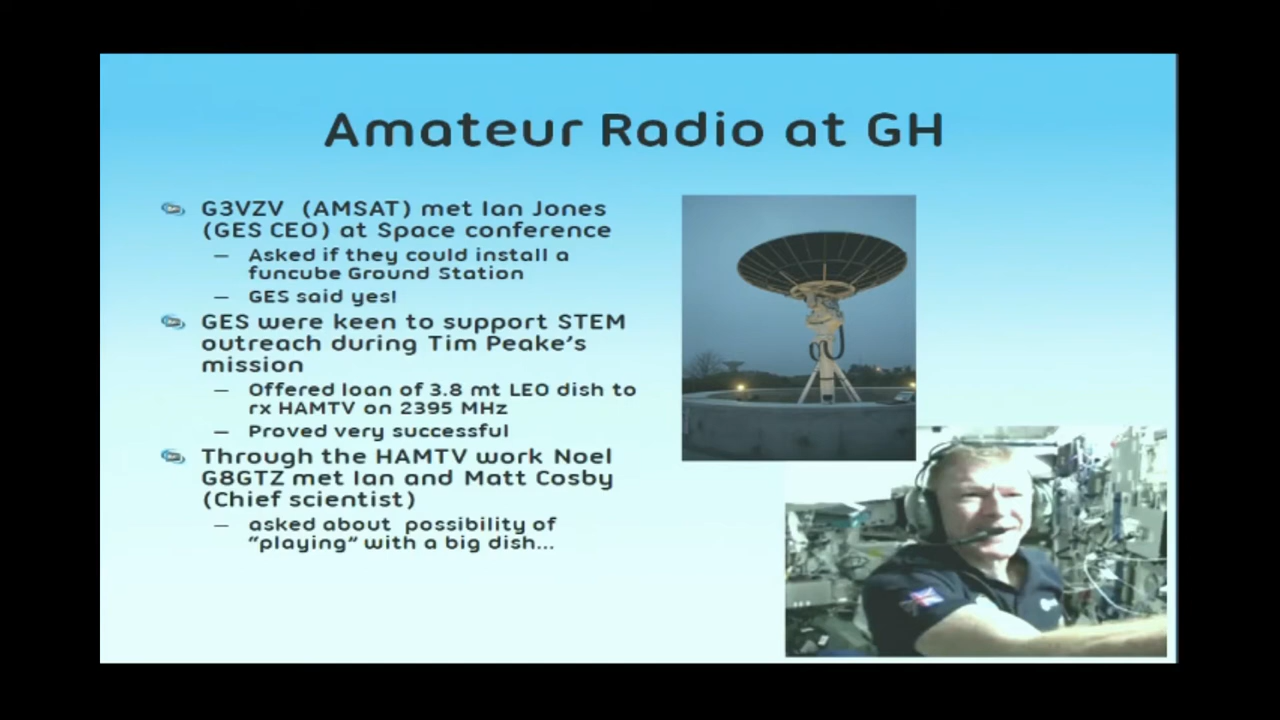 Amateur Radio at GH
G3VZV (AMSAT) met Ian Jones
(GES CEO) at Space conference
– Asked if they could install a
funcube Ground Station
– GES said yes!
GES were keen to support STEM
outreach during Tim Peake's
mission
– Offered loan of 3.8 mt LEO dish to
rx HAMTV on 2395 MHz
– Proved very successful
Through the HAMTV work Noel
G8GTZ met Ian and Matt Cosby
(Chief scientist)
– asked about possibility of
"playing" with a big dish...